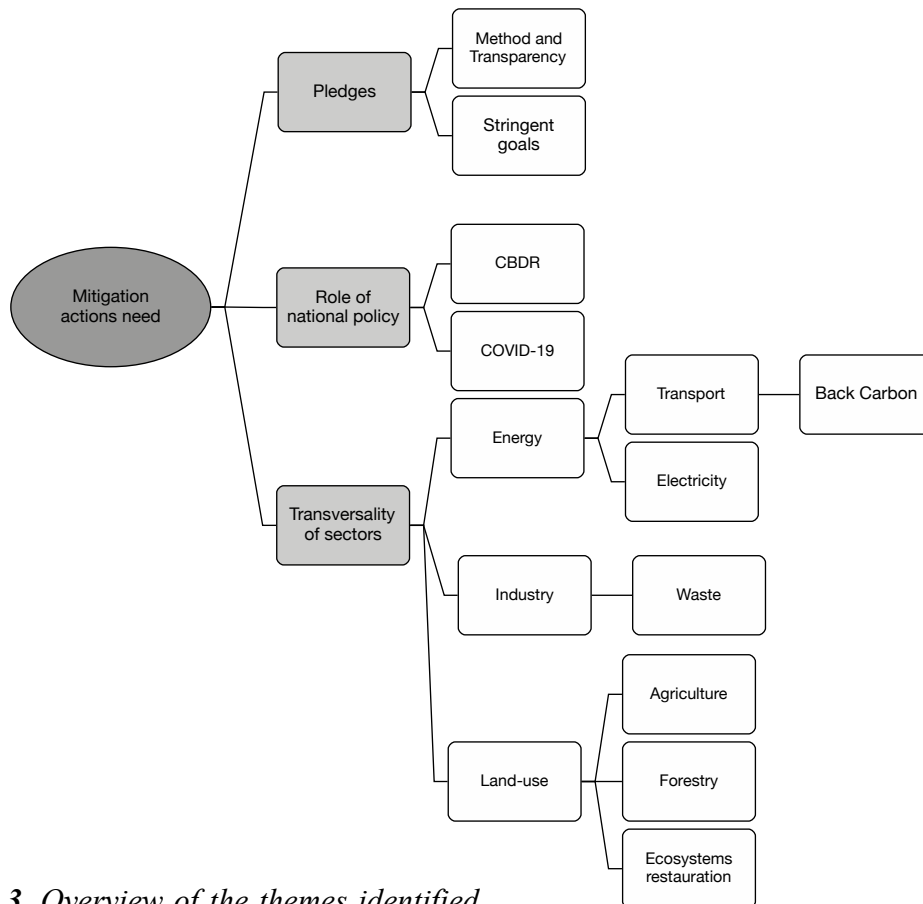 Method and
Transparency
Pledges
Stringent
goals
CBDR
Mitigation
actions need
Role of
national policy
COVID-19
Transport
Back Carbon
Energy
Electricity
Transversality
of sectors
Industry
Waste
Agriculture
Land-use
Forestry
Ecosystems
restauration
3. Overview of the themes identified